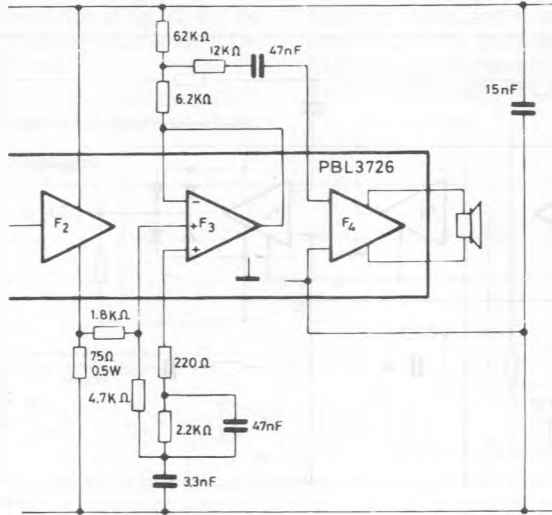 62KΩ
12KΩ
47nF
6.2KΩ
15nF
PBL3726
F2
−
F3
+
+
F4
1.8KΩ
75Ω
0.5W
220Ω
4.7KΩ
2.2KΩ
47nF
3.3nF